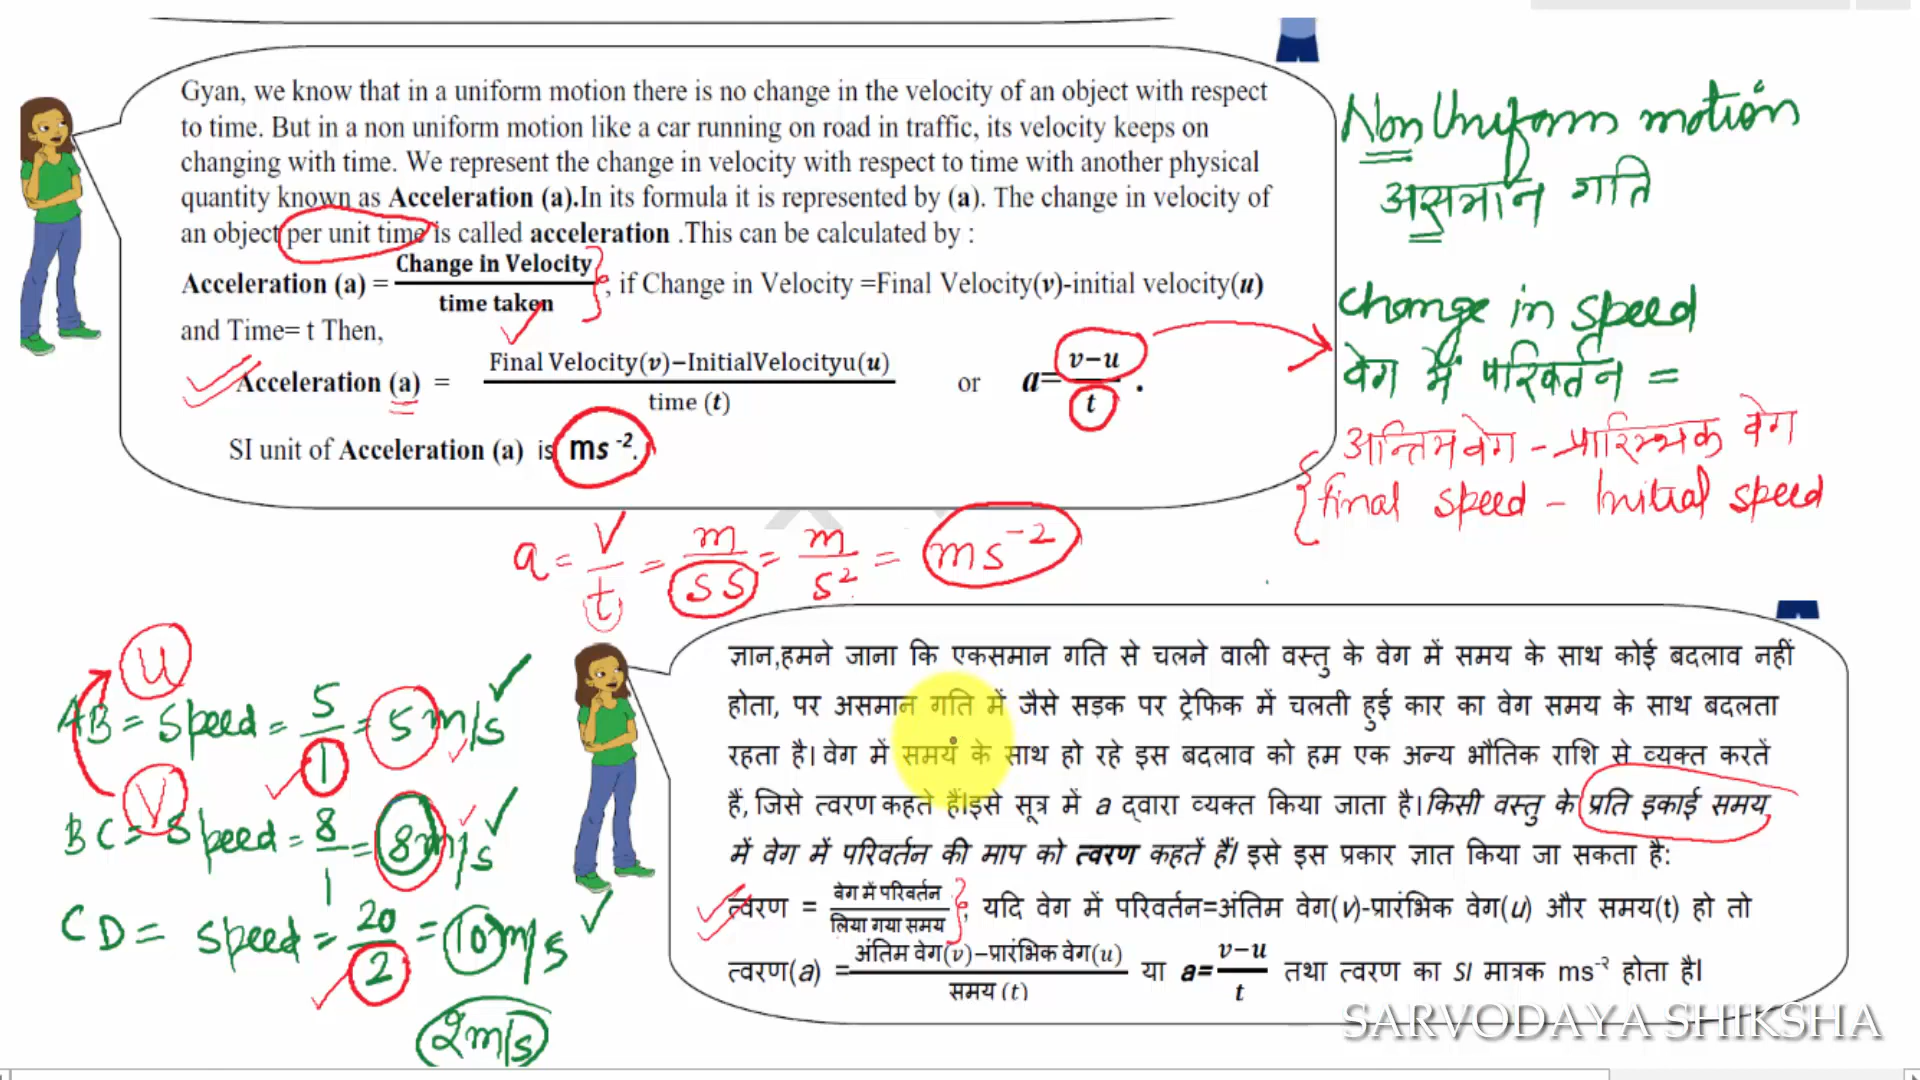 Gyan, we know that in a uniform motion there is no change in the velocity of an object with respect
to time. But in a non uniform motion like a car running on road in traffic, its velocity keeps on
changing with time. We represent the change in velocity with respect to time with another physical
quantity known as Acceleration (a).In its formula it is represented by (a). The change in velocity of
an object per unit time is called acceleration .This can be calculated by :
Acceleration (a) = Change in Velocity / time taken , if Change in Velocity =Final Velocity(v)-initial velocity(u)
and Time= t Then,
Acceleration (a) = Final Velocity(v)−InitialVelocityu(u) / time (t) or a= v−u / t .
SI unit of Acceleration (a) is ms⁻².
Non Uniform motion
असमान गति
Change in speed
वेग में परिवर्तन =
अन्तिम वेग - प्रारम्भिक वेग
final speed - Initial speed
a = V / t = m / s s = m / s² = ms⁻²
u
AB = Speed = 5 / 1 = 5 m/s
V
BC = Speed = 8 / 1 = 8 m/s
CD = Speed = 20 / 2 = 10 m/s
2 m/s
ज्ञान,हमने जाना कि एकसमान गति से चलने वाली वस्तु के वेग में समय के साथ कोई बदलाव नहीं
होता, पर असमान गति में जैसे सड़क पर ट्रेफिक में चलती हुई कार का वेग समय के साथ बदलता
रहता है। वेग में समय के साथ हो रहे इस बदलाव को हम एक अन्य भौतिक राशि से व्यक्त करतें
हैं, जिसे त्वरण कहते हैं।इसे सूत्र में a द्वारा व्यक्त किया जाता है। किसी वस्तु के प्रति इकाई समय
में वेग में परिवर्तन की माप को त्वरण कहतें हैं। इसे इस प्रकार ज्ञात किया जा सकता है:
त्वरण = वेग में परिवर्तन / लिया गया समय , यदि वेग में परिवर्तन=अंतिम वेग(v)-प्रारंभिक वेग(u) और समय(t) हो तो
त्वरण(a) = अंतिम वेग(v)−प्रारंभिक वेग(u) / समय (t) या a= v−u / t तथा त्वरण का SI मात्रक ms⁻² होता है।
SARVODAYA SHIKSHA